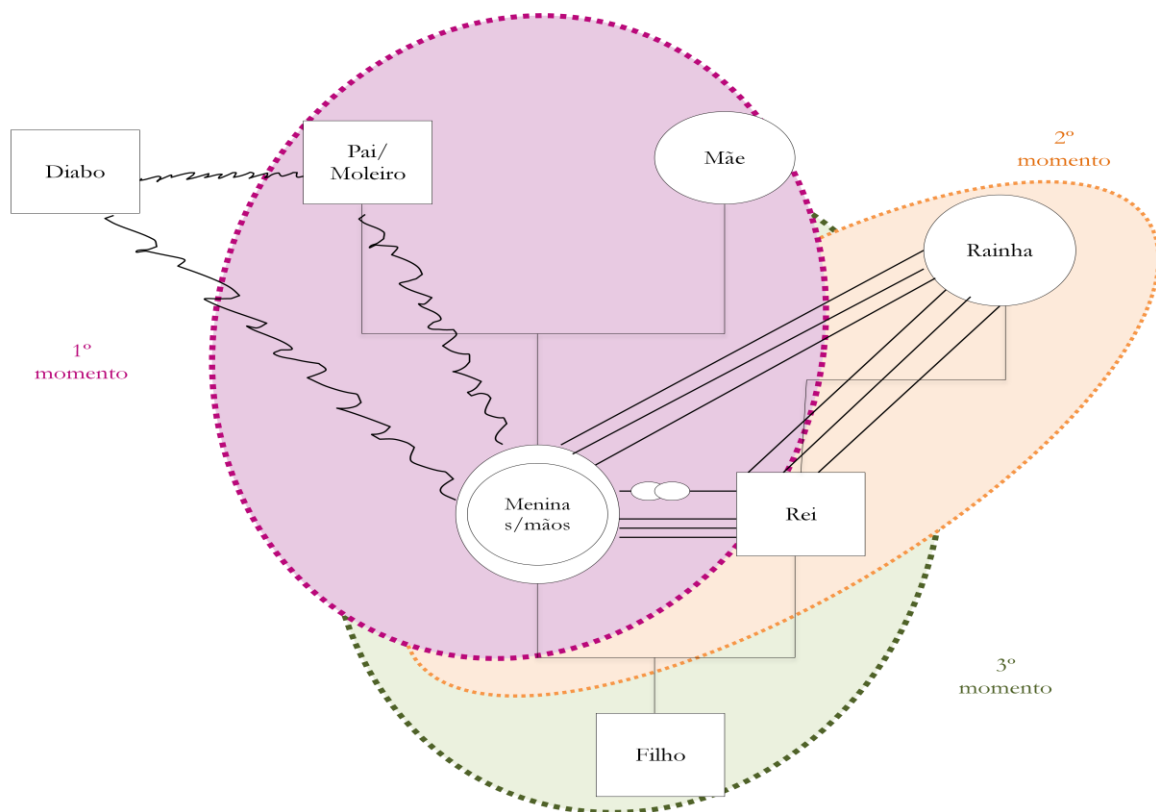 Diabo
Pai/
Moleiro
Mãe
2º
momento
Rainha
1º
momento
Menina
s/mãos
Rei
3º
momento
Filho